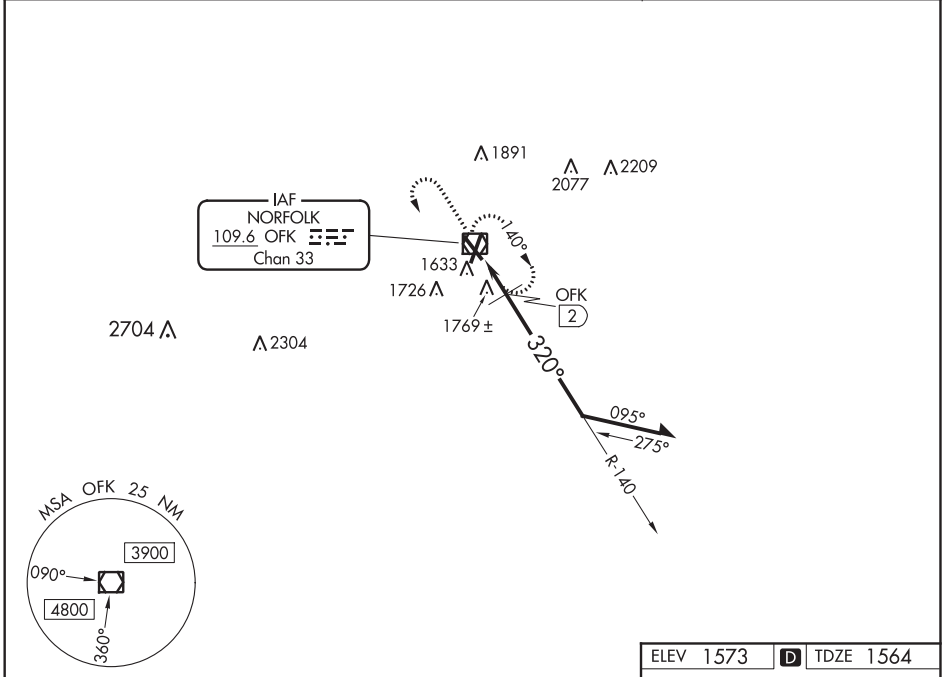 1891
2077
2209
IAF
NORFOLK
109.6 OFK
Chan 33
140°
1633
1726
1769 ±
OFK
2
2704
2304
320°
095°
275°
R-140
MSA OFK 25 NM
3900
090°
4800
360°
ELEV 1573 D TDZE 1564